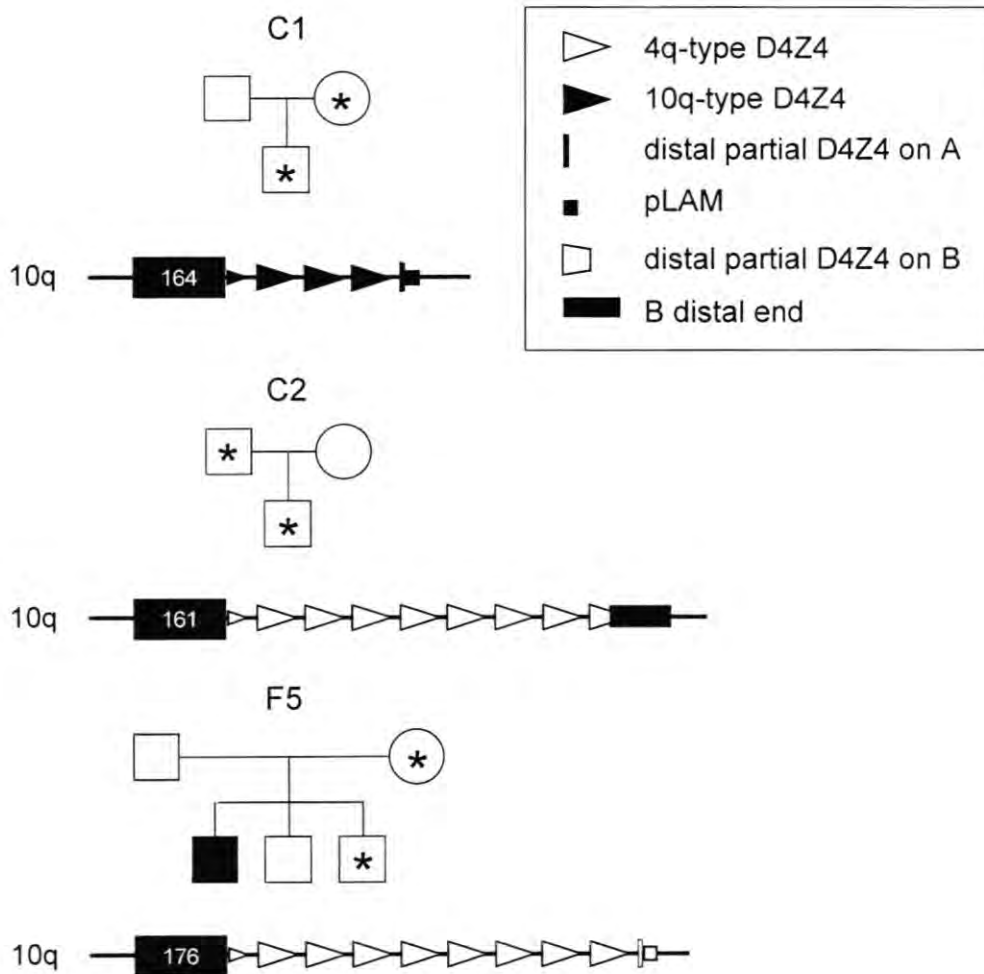 C1
*
*
10q
164
4q-type D4Z4
10q-type D4Z4
distal partial D4Z4 on A
pLAM
distal partial D4Z4 on B
B distal end
C2
*
*
10q
161
F5
*
*
10q
176